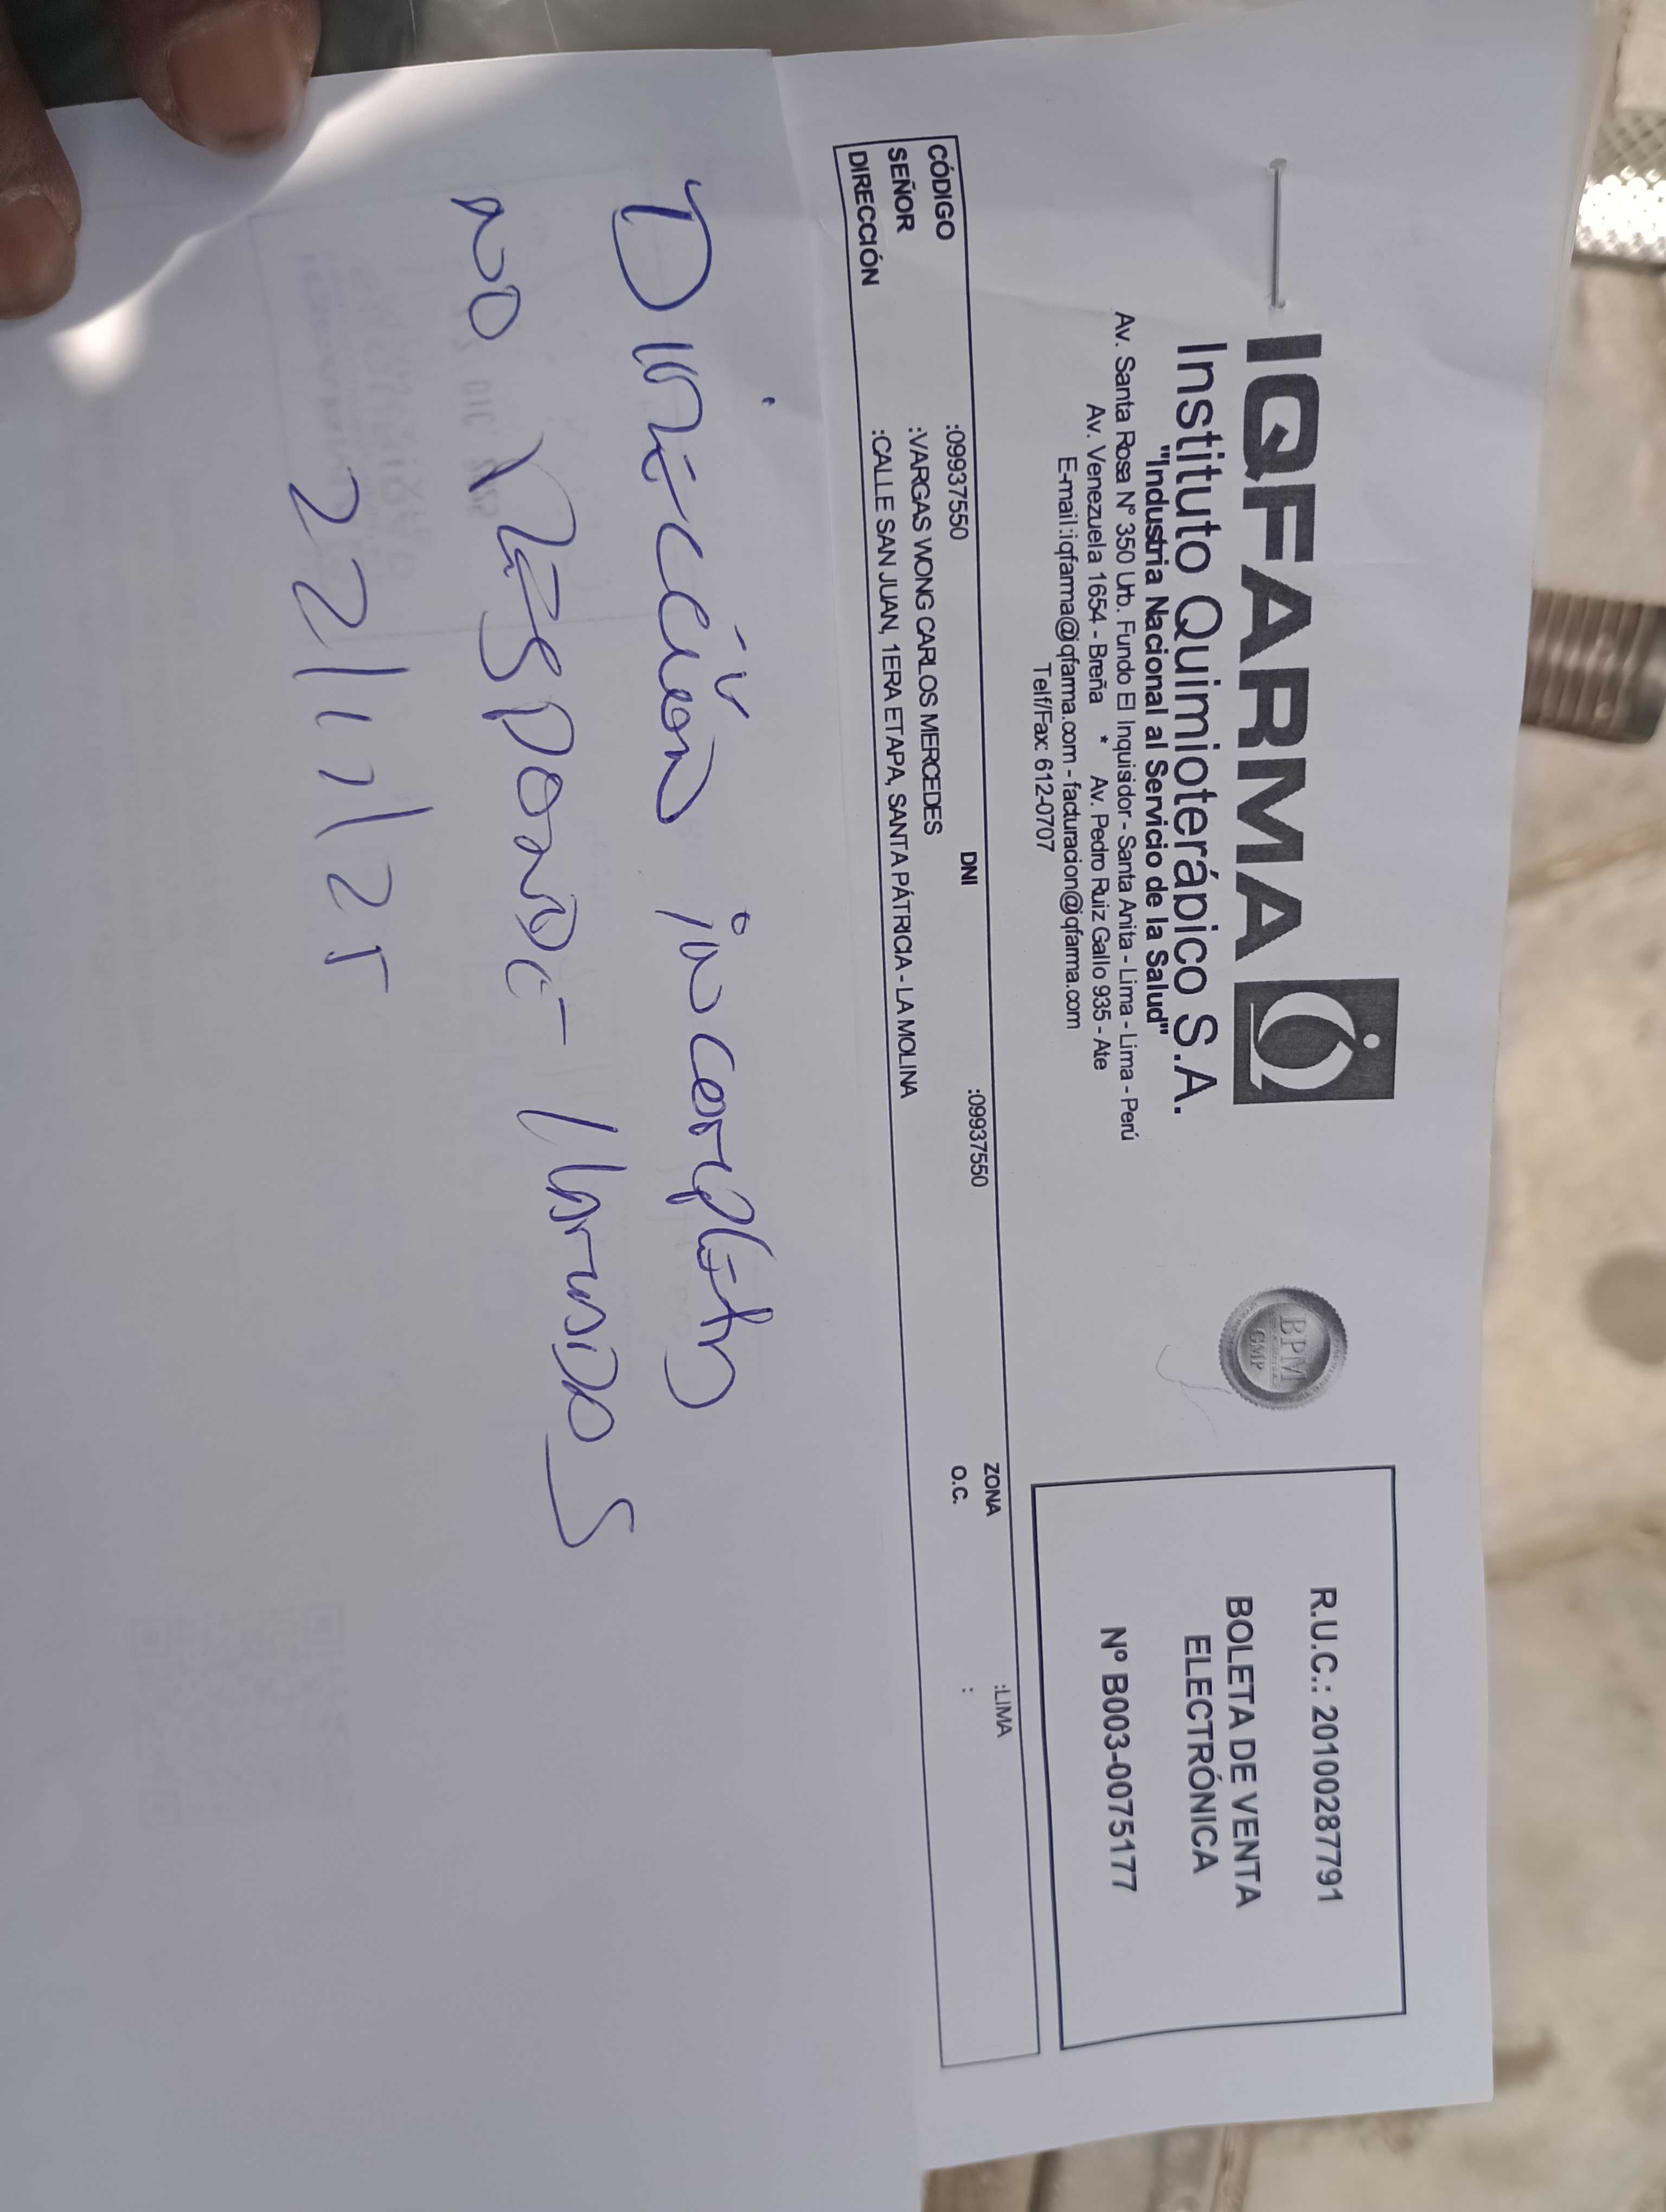 IQFARMA
Instituto Quimioterápico S.A.
"Industria Nacional al Servicio de la Salud"
Av. Santa Rosa Nº 350 Urb. Fundo El Inquisidor - Santa Anita - Lima - Lima - Perú
Av. Venezuela 1654 - Breña * Av. Pedro Ruiz Gallo 935 - Ate
E-mail:iqfarma@iqfarma.com - facturacion@iqfarma.com
Telf/Fax: 612-0707
BPM
GMP
R.U.C.: 20100287791
BOLETA DE VENTA
ELECTRÓNICA
Nº B003-0075177
CÓDIGO :09937550 DNI :09937550 ZONA :LIMA
SEÑOR :VARGAS WONG CARLOS MERCEDES O.C. :
DIRECCIÓN :CALLE SAN JUAN, 1ERA ETAPA, SANTA PÁTRICIA - LA MOLINA
Dirección incompleta
no responde llamadas
22/11/25